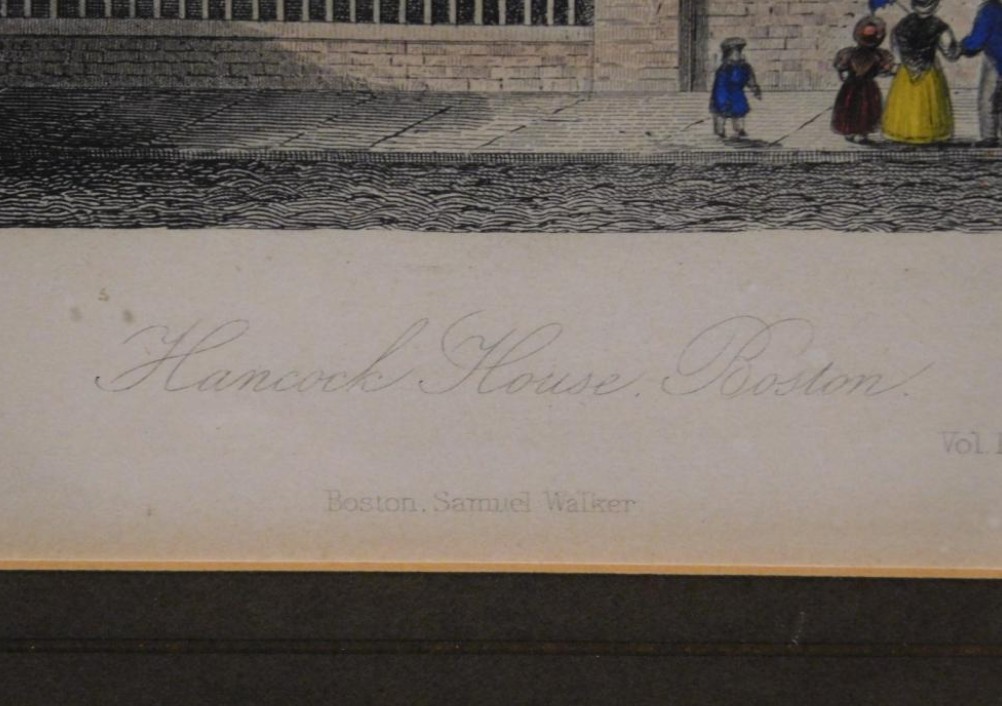 Hancock House, Boston.
Vol.
Boston, Samuel Walker